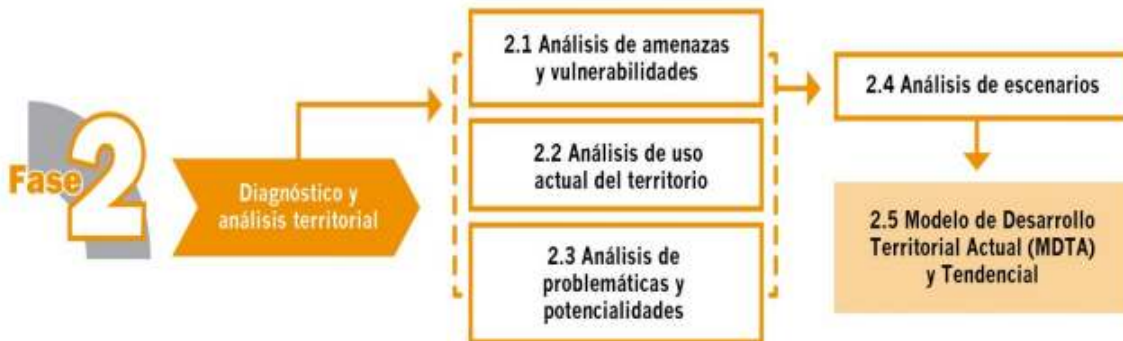 Fase 2
Diagnóstico y
análisis territorial
2.1 Análisis de amenazas
y vulnerabilidades
2.2 Análisis de uso
actual del territorio
2.3 Análisis de
problemáticas y
potencialidades
2.4 Análisis de escenarios
2.5 Modelo de Desarrollo
Territorial Actual (MDTA)
y Tendencial